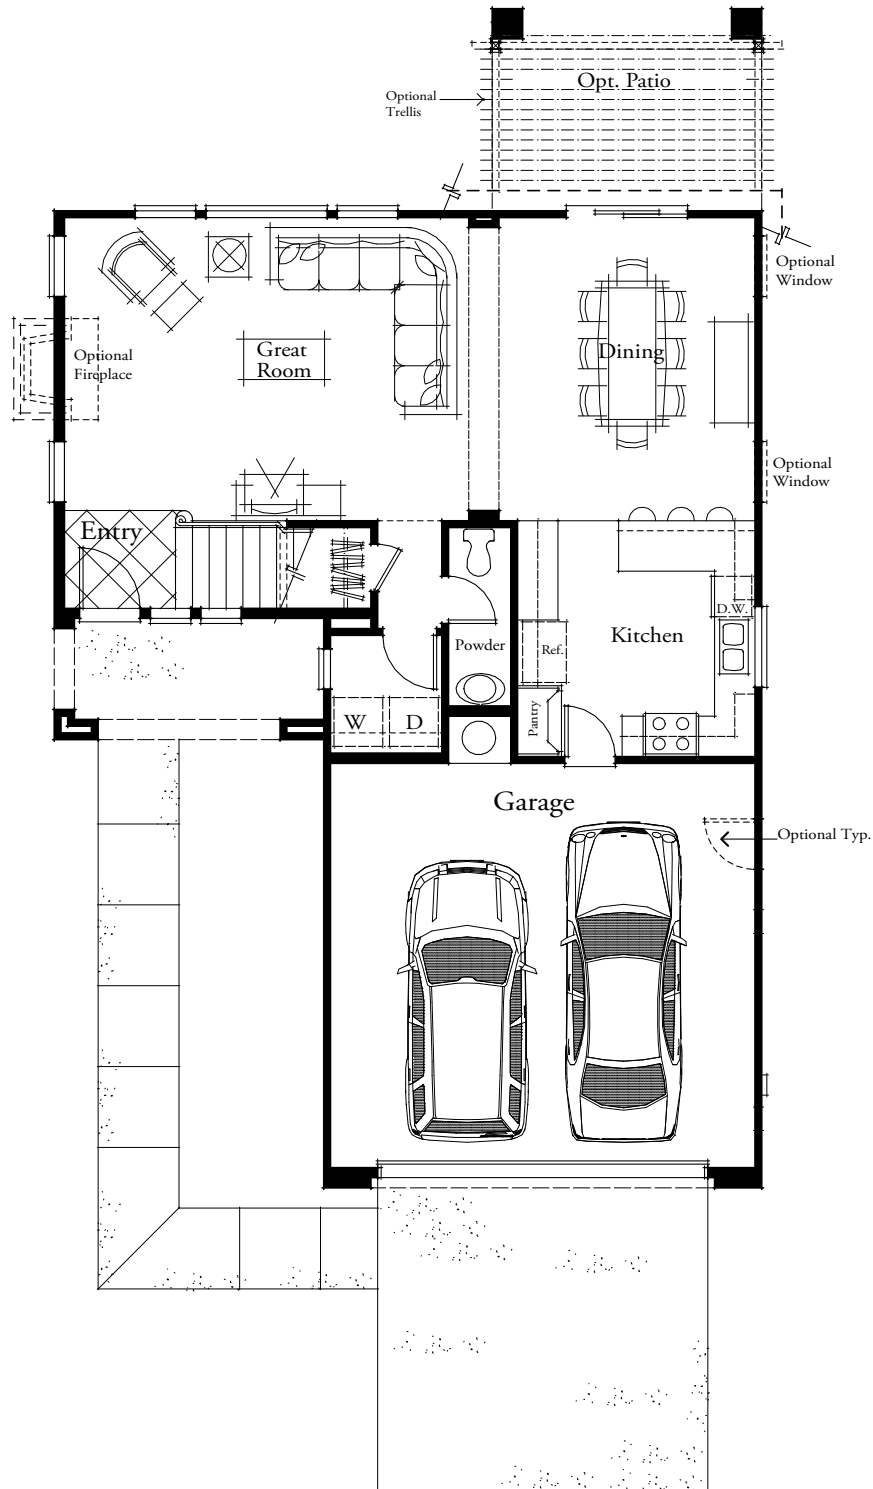 Opt. Patio
Optional
Trellis
Optional
Window
Great
Room
Optional
Fireplace
Dining
Optional
Window
Entry
D.W.
Kitchen
Powder
Ref.
Pantry
W
D
Garage
Optional Typ.